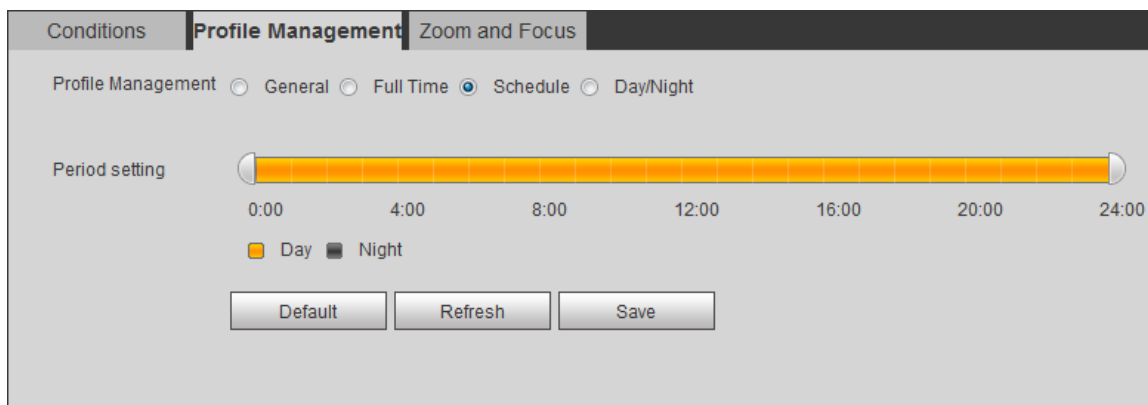 Conditions Profile Management Zoom and Focus
Profile Management General Full Time Schedule Day/Night
Period setting
0:00 4:00 8:00 12:00 16:00 20:00 24:00
Day Night
Default Refresh Save